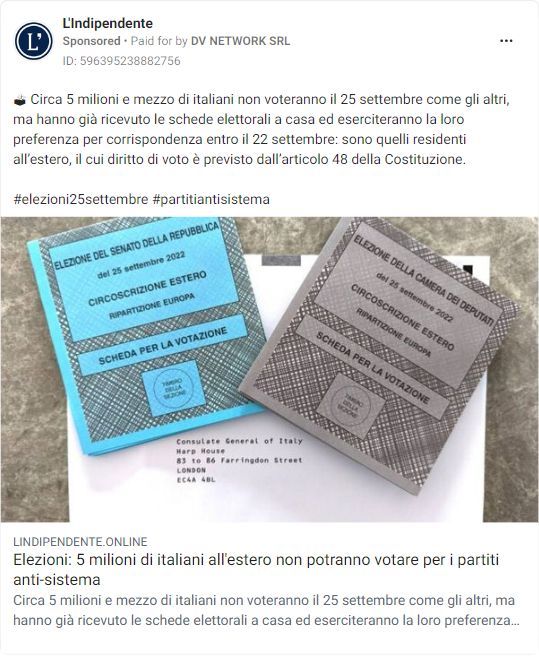 L'Indipendente
Sponsored • Paid for by DV NETWORK SRL
ID: 596395238882756
🗳 Circa 5 milioni e mezzo di italiani non voteranno il 25 settembre come gli altri,
ma hanno già ricevuto le schede elettorali a casa ed eserciteranno la loro
preferenza per corrispondenza entro il 22 settembre: sono quelli residenti
all'estero, il cui diritto di voto è previsto dall'articolo 48 della Costituzione.
#elezioni25settembre #partitiantisistema
ELEZIONE DEL SENATO DELLA REPUBBLICA
del 25 settembre 2022
CIRCOSCRIZIONE ESTERO
RIPARTIZIONE EUROPA
SCHEDA PER LA VOTAZIONE
TIMBRO
DELLA
SEZIONE
ELEZIONE DELLA CAMERA DEI DEPUTATI
del 25 settembre 2022
CIRCOSCRIZIONE ESTERO
RIPARTIZIONE EUROPA
SCHEDA PER LA VOTAZIONE
TIMBRO
DELLA
SEZIONE
Consulate General of Italy
Harp House
83 to 86 Farringdon Street
LONDON
EC4A 4BL
LINDIPENDENTE.ONLINE
Elezioni: 5 milioni di italiani all'estero non potranno votare per i partiti
anti-sistema
Circa 5 milioni e mezzo di italiani non voteranno il 25 settembre come gli altri, ma
hanno già ricevuto le schede elettorali a casa ed eserciteranno la loro preferenza...